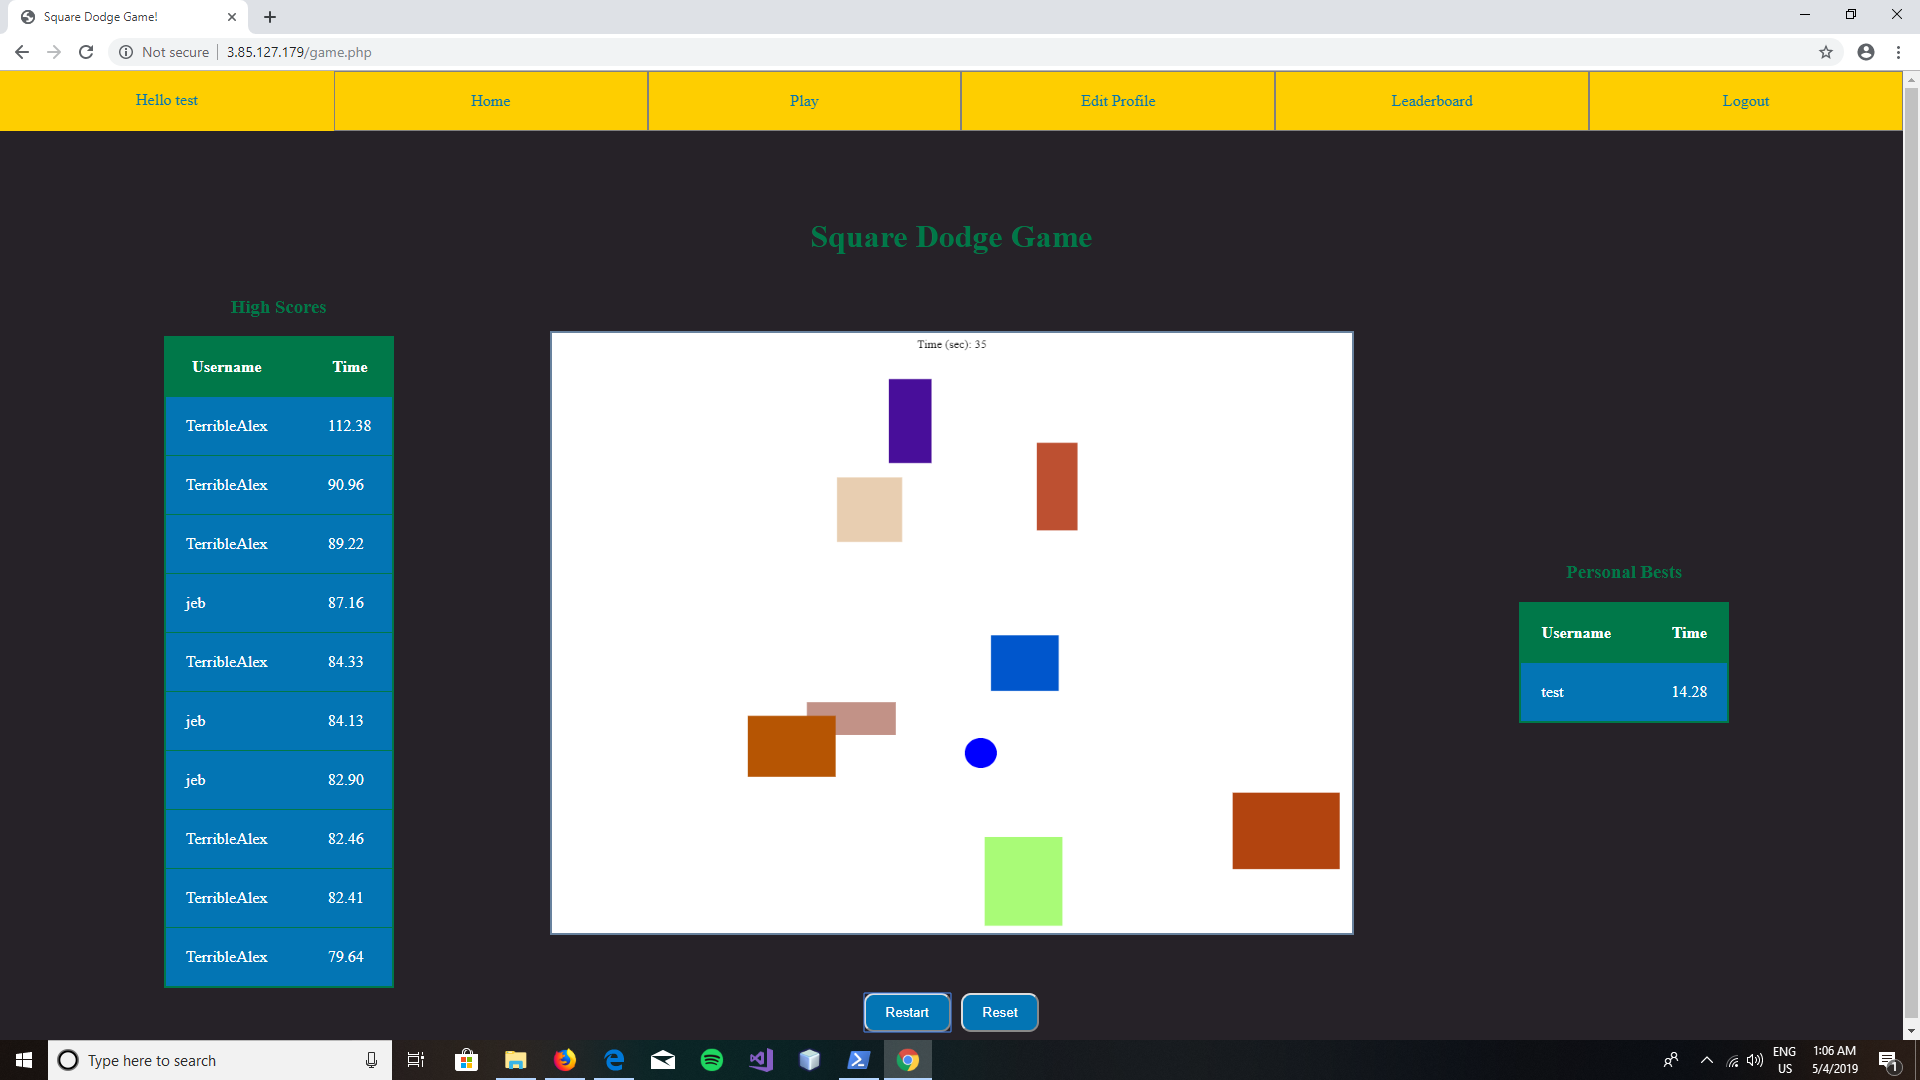 Square Dodge Game!
Not secure
3.85.127.179/game.php
Hello test
Home
Play
Edit Profile
Leaderboard
Logout
Square Dodge Game
High Scores
Username Time
TerribleAlex 112.38
TerribleAlex 90.96
TerribleAlex 89.22
jeb 87.16
TerribleAlex 84.33
jeb 84.13
jeb 82.90
TerribleAlex 82.46
TerribleAlex 82.41
TerribleAlex 79.64
Time (sec): 35
Personal Bests
Username Time
test 14.28
Restart
Reset
Type here to search
ENG
US
1:06 AM
5/4/2019
1